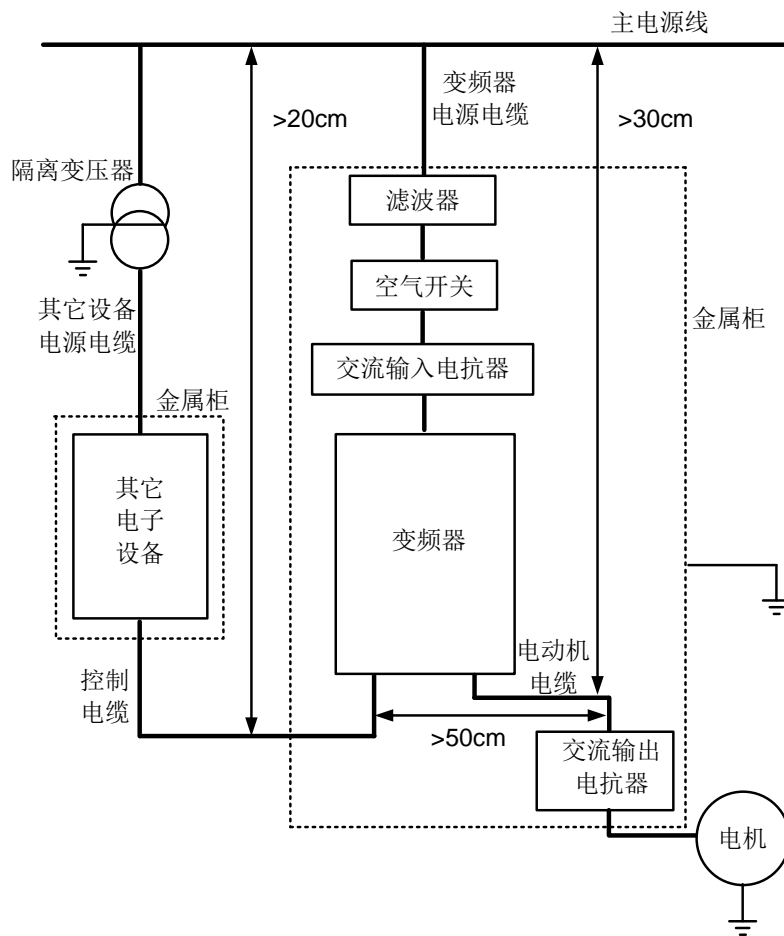 主电源线
变频器
电源电缆
>20cm
>30cm
隔离变压器
滤波器
空气开关
其它设备
电源电缆
金属柜
交流输入电抗器
金属柜
其它
电子
设备
变频器
控制
电缆
电动机
电缆
>50cm
交流输出
电抗器
电机